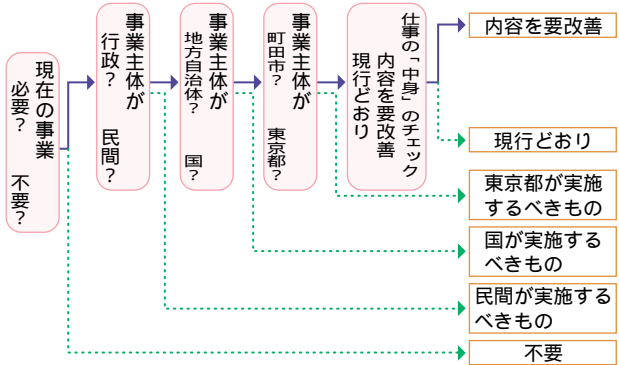 現在の事業
必要？　不要？
事業主体が
行政？　民間？
事業主体が
地方自治体？　国？
事業主体が
町田市？　東京都？
仕事の「中身」のチェック
内容を要改善
現行どおり
内容を要改善
現行どおり
東京都が実施
するべきもの
国が実施する
べきもの
民間が実施する
べきもの
不要